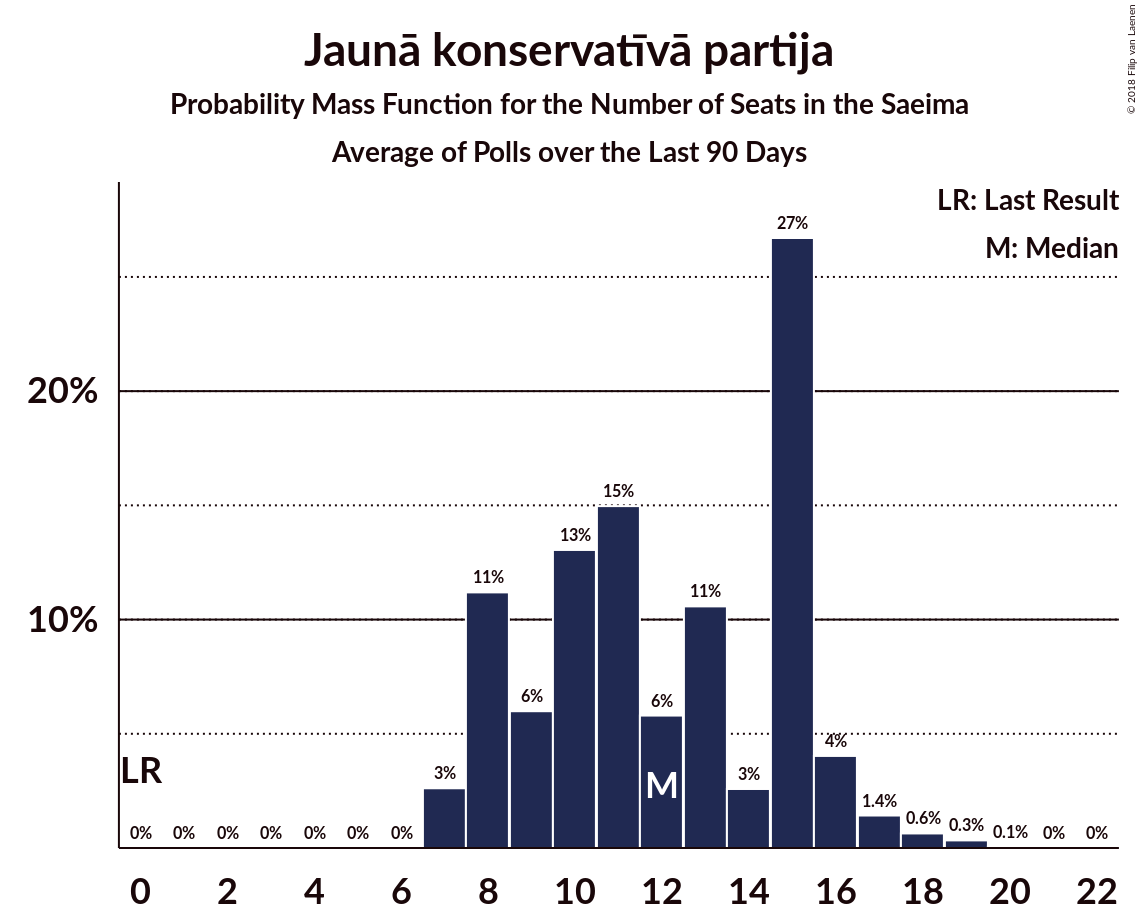 Jaunā konservatīvā partija
Probability Mass Function for the Number of Seats in the Saeima
Average of Polls over the Last 90 Days
© 2018 Filip van Laenen
LR: Last Result
M: Median
27%
20%
15%
13%
11%
11%
10%
6%
6%
4%
LR
3%
3%
M
1.4%
0.6%
0.3%
0.1%
0% 0% 0% 0% 0% 0% 0% 0% 0%
0 2 4 6 8 10 12 14 16 18 20 22